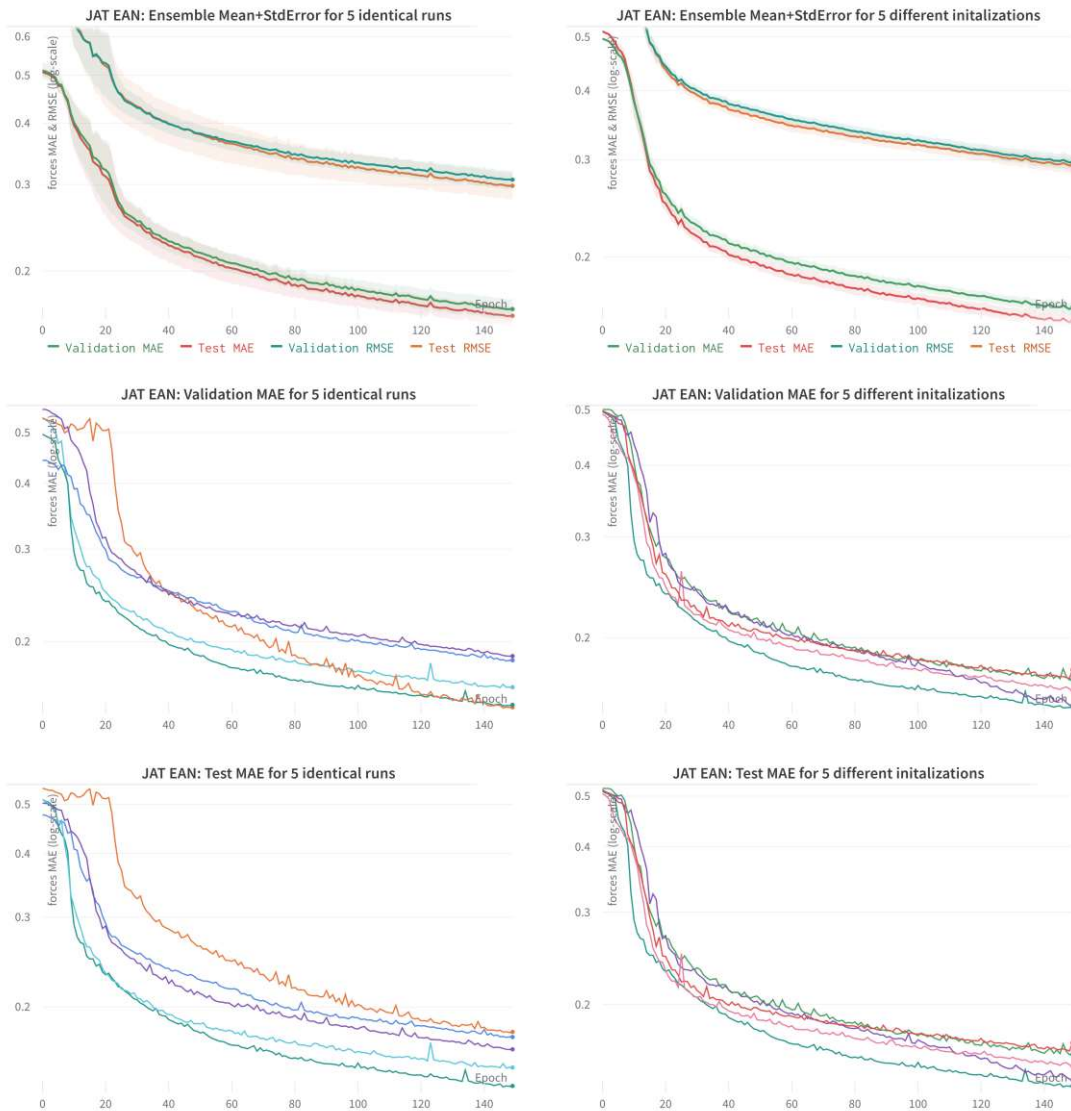 JAT EAN: Ensemble Mean+StdError for 5 identical runs
forces MAE & RMSE (log-scale)
0.6
0.5
0.4
0.3
0.2
Epoch
0 20 40 60 80 100 120 140
Validation MAE Test MAE Validation RMSE Test RMSE
JAT EAN: Ensemble Mean+StdError for 5 different initalizations
forces MAE & RMSE (log-scale)
0.5
0.4
0.3
0.2
Epoch
0 20 40 60 80 100 120 140
Validation MAE Test MAE Validation RMSE Test RMSE
JAT EAN: Validation MAE for 5 identical runs
forces MAE (log-scale)
0.5
0.4
0.3
0.2
Epoch
0 20 40 60 80 100 120 140
JAT EAN: Validation MAE for 5 different initalizations
forces MAE (log-scale)
0.5
0.4
0.3
0.2
Epoch
0 20 40 60 80 100 120 140
JAT EAN: Test MAE for 5 identical runs
forces MAE (log-scale)
0.5
0.4
0.3
0.2
Epoch
0 20 40 60 80 100 120 140
JAT EAN: Test MAE for 5 different initalizations
forces MAE (log-scale)
0.5
0.4
0.3
0.2
Epoch
0 20 40 60 80 100 120 140